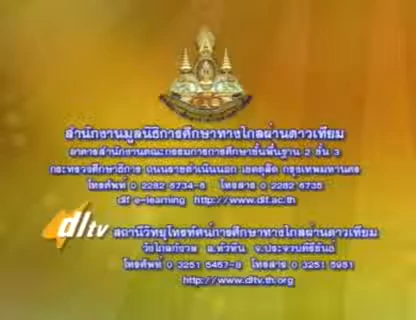 สำนักงานมูลนิธิการศึกษาทางไกลผ่านดาวเทียม
อาคารสำนักงานคณะกรรมการการศึกษาขั้นพื้นฐาน 2 ชั้น 3
กระทรวงศึกษาธิการ ถนนราชดำเนินนอก เขตดุสิต กรุงเทพมหานคร
โทรศัพท์ 0 2282 6734-5 โทรสาร 0 2282 6735
dlf e-learning http://www.dlf.ac.th
dltv สถานีวิทยุโทรทัศน์การศึกษาทางไกลผ่านดาวเทียม
วังไกลกังวล อ.หัวหิน จ.ประจวบคีรีขันธ์
โทรศัพท์ 0 3251 5457-8 โทรสาร 0 3251 5951
http://www.dltv.th.org